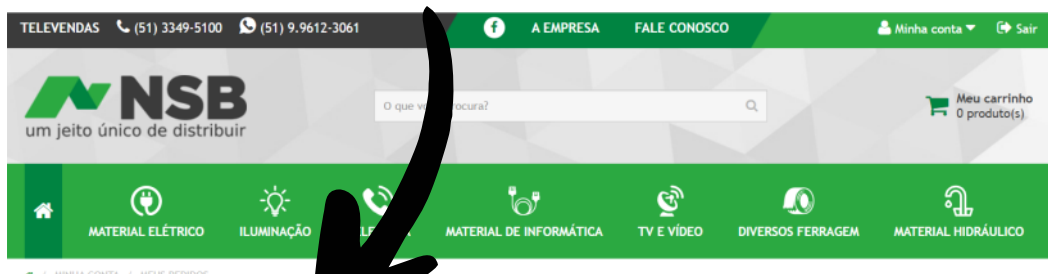 TELEVENDAS (51) 3349-5100 (51) 9.9612-3061 f A EMPRESA FALE CONOSCO Minha conta Sair
NSB
um jeito único de distribuir
O que vo rocura?
Meu carrinho
0 produto(s)
MATERIAL ELÉTRICO ILUMINAÇÃO MATERIAL DE INFORMÁTICA TV E VÍDEO DIVERSOS FERRAGEM MATERIAL HIDRÁULICO